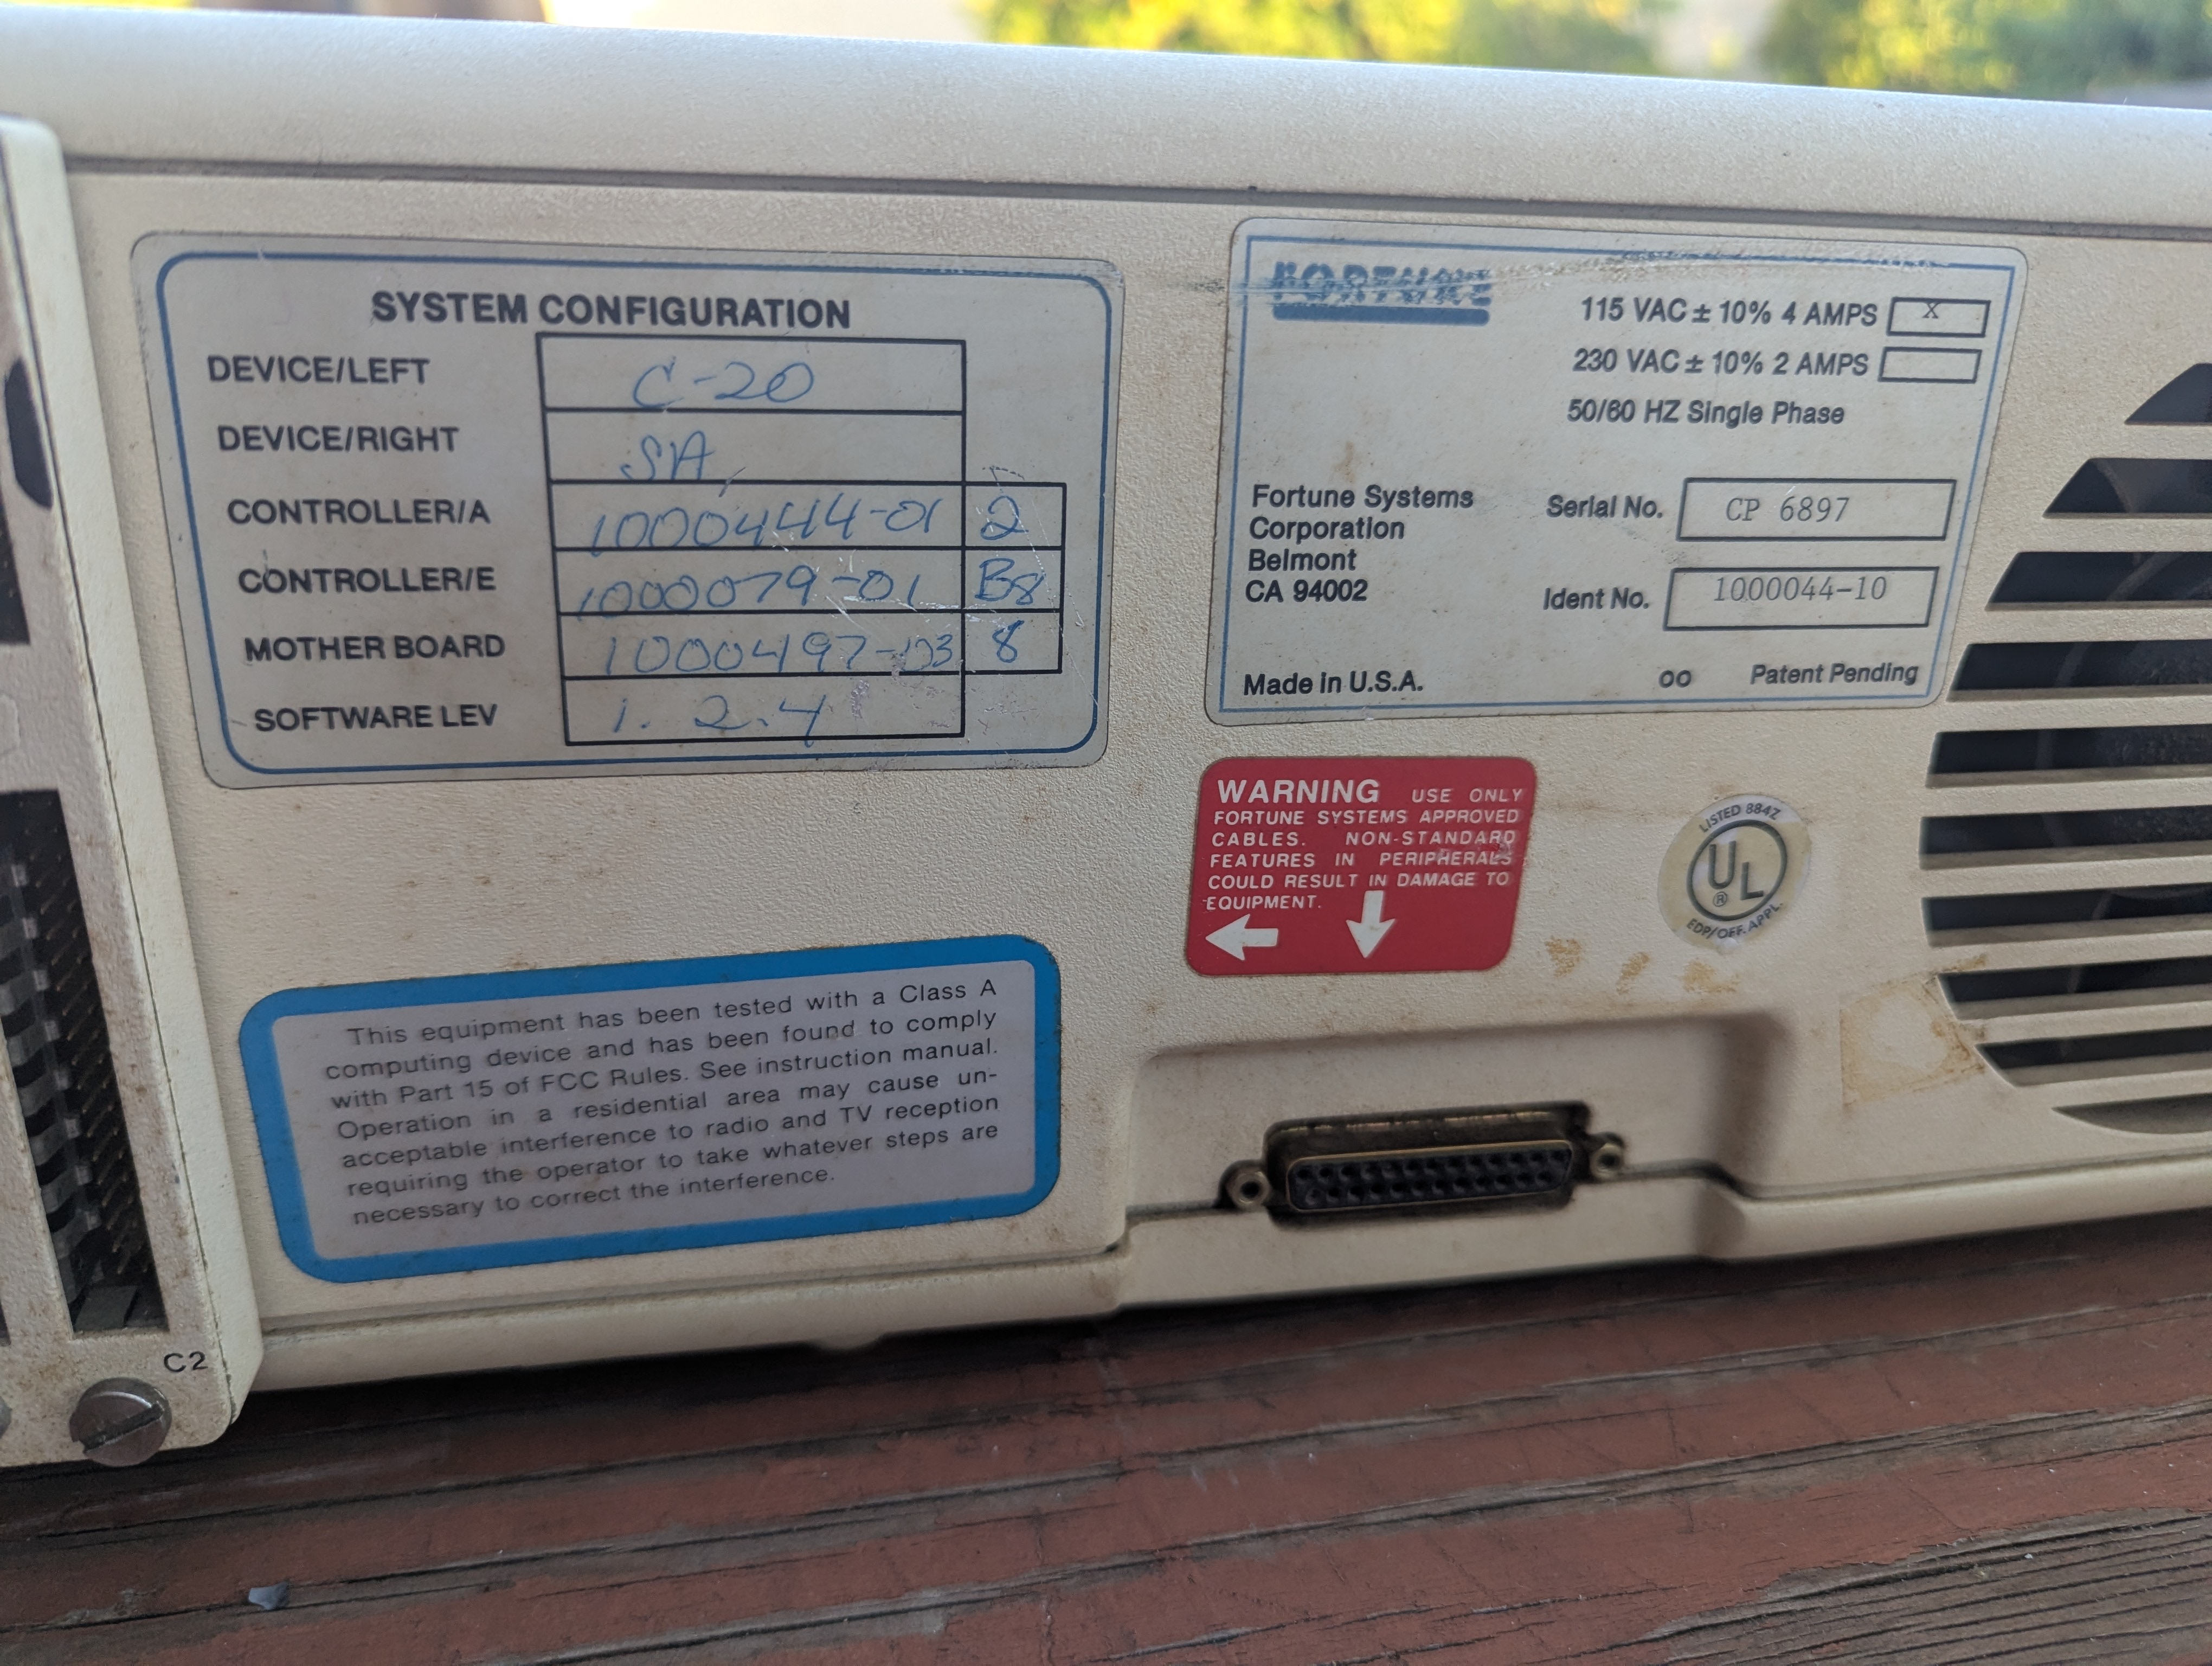 SYSTEM CONFIGURATION
DEVICE/LEFT C-20
DEVICE/RIGHT SA
CONTROLLER/A 1000444-01 2
CONTROLLER/E 1000079-01 B8
MOTHER BOARD 1000497-03 8
SOFTWARE LEV 1.2.4
FORTUNE
115 VAC ± 10% 4 AMPS X
230 VAC ± 10% 2 AMPS
50/60 HZ Single Phase
Fortune Systems
Corporation
Belmont
CA 94002
Serial No. CP 6897
Ident No. 1000044-10
Made in U.S.A.
OO Patent Pending
WARNING USE ONLY
FORTUNE SYSTEMS APPROVED
CABLES. NON-STANDARD
FEATURES IN PERIPHERALS
COULD RESULT IN DAMAGE TO
EQUIPMENT.
LISTED 884Z
UL
®
EDP/OFF. APPL.
This equipment has been tested with a Class A
computing device and has been found to comply
with Part 15 of FCC Rules. See instruction manual.
Operation in a residential area may cause un-
acceptable interference to radio and TV reception
requiring the operator to take whatever steps are
necessary to correct the interference.
C2